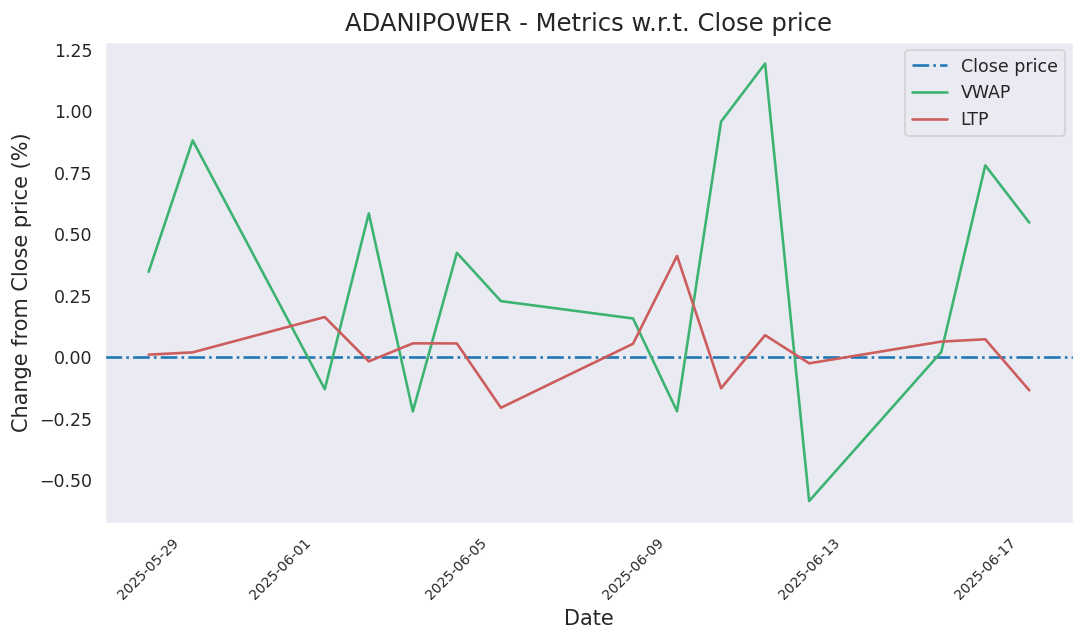 ADANIPOWER - Metrics w.r.t. Close price
Close price
VWAP
LTP
Change from Close price (%)
1.25
1.00
0.75
0.50
0.25
0.00
−0.25
−0.50
2025-05-29
2025-06-01
2025-06-05
2025-06-09
2025-06-13
2025-06-17
Date